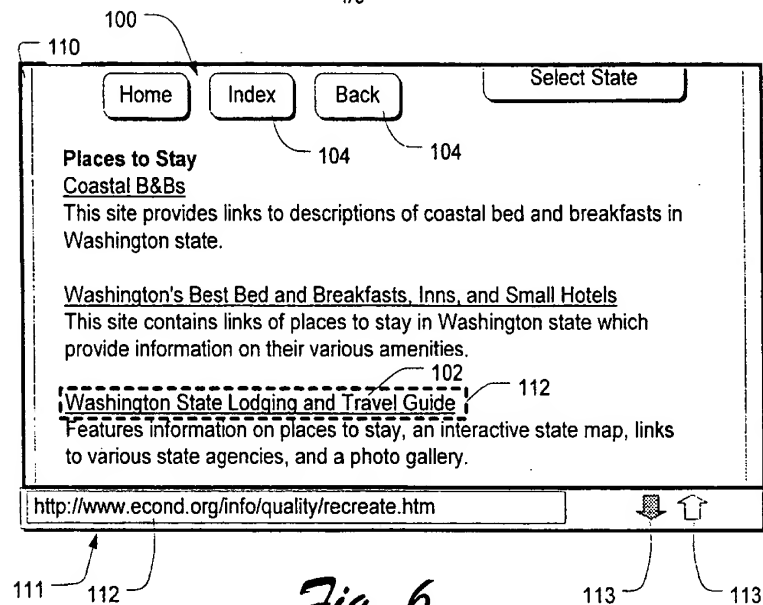 100
110
Select State
Home Index Back
104 104
Places to Stay
Coastal B&Bs
This site provides links to descriptions of coastal bed and breakfasts in
Washington state.
Washington's Best Bed and Breakfasts, Inns, and Small Hotels
This site contains links of places to stay in Washington state which
provide information on their various amenities.
102
112
Washington State Lodging and Travel Guide
Features information on places to stay, an interactive state map, links
to various state agencies, and a photo gallery.
http://www.econd.org/info/quality/recreate.htm
111 112 113 113
Fig. 6